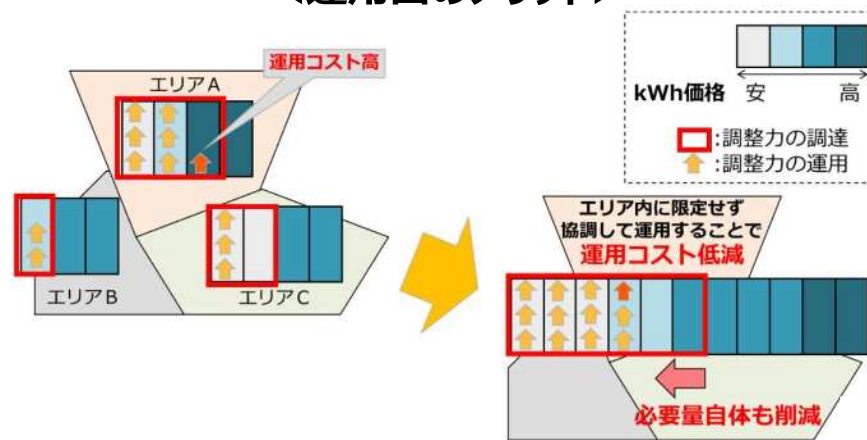 運用コスト高
エリアA
エリアB
エリアC
kWh価格 安 高
:調整力の調達
:調整力の運用
エリア内に限定せず
協調して運用することで
運用コスト低減
必要量自体も削減